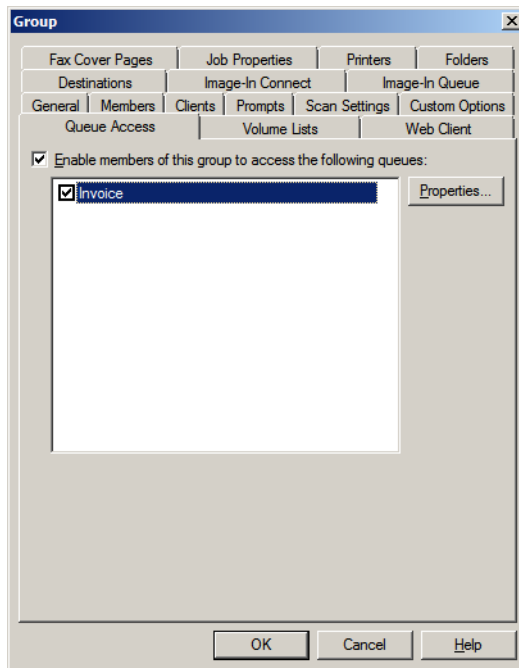 Group
Fax Cover Pages Job Properties Printers Folders
Destinations Image-In Connect Image-In Queue
General Members Clients Prompts Scan Settings Custom Options
Queue Access Volume Lists Web Client
Enable members of this group to access the following queues:
Invoice
Properties...
OK Cancel Help